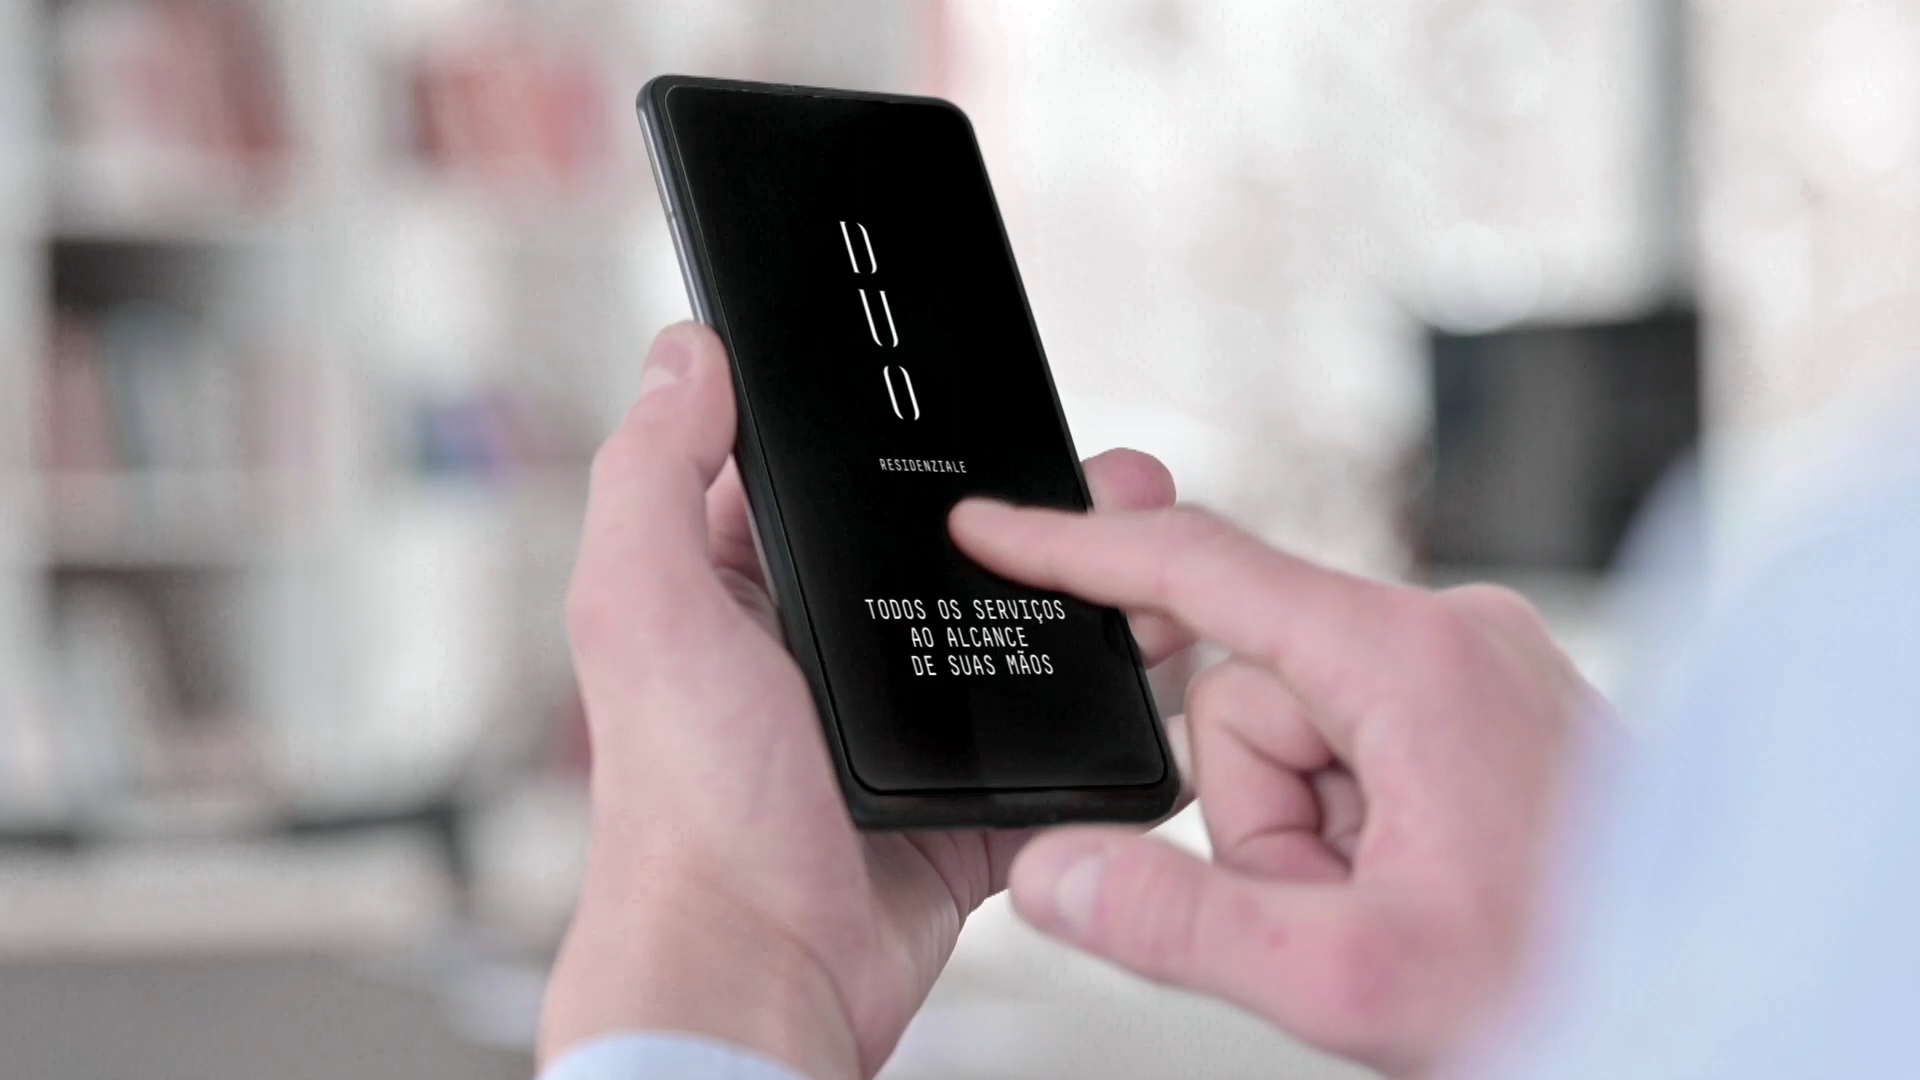 DUO
RESIDENZIALE
TODOS OS SERVIÇOS
AO ALCANCE
DE SUAS MÃOS